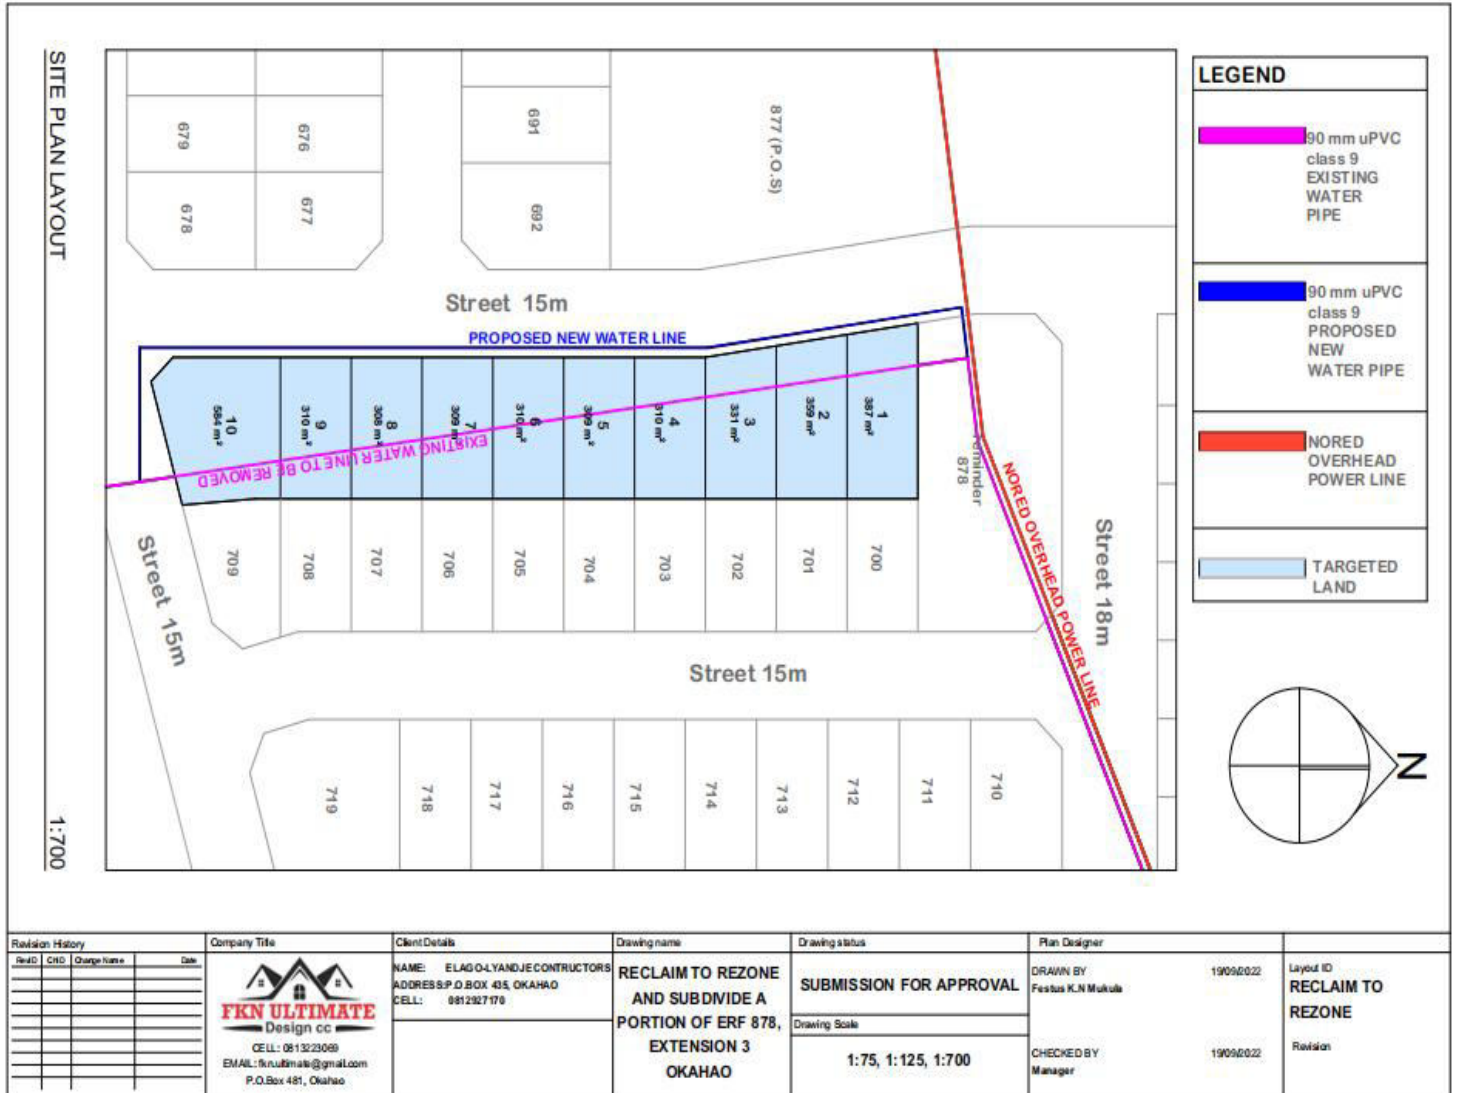 SITE PLAN LAYOUT
1:700
679
676
678
677
691
692
877 (P.O.S)
Street 15m
PROPOSED NEW WATER LINE
10
584 m²
9
310 m²
8
308 m²
7
309 m²
6
310 m²
5
309 m²
4
310 m²
3
331 m²
2
359 m²
1
387 m²
EXISTING WATER LINE TO BE REMOVED
878
NORED OVERHEAD POWER LINE
709
708
707
706
705
704
703
702
701
700
Street 15m
Street 15m
Street 18m
719
718
717
716
715
714
713
712
711
710
LEGEND
90 mm uPVC
class 9
EXISTING
WATER
PIPE
90 mm uPVC
class 9
PROPOSED
NEW
WATER PIPE
NORED
OVERHEAD
POWER LINE
TARGETED
LAND
N
Revision History
RevID CHID Change Name Date
Company Title
FKN ULTIMATE
Design cc
CELL: 0813223069
EMAIL: fkn.ultimate@gmail.com
P.O.Box 481, Okahao
Client Details
NAME: ELAGO-LYANDJE CONTRUCTORS
ADDRESS: P.O.BOX 435, OKAHAO
CELL: 0812927170
Drawing name
RECLAIM TO REZONE
AND SUBDIVIDE A
PORTION OF ERF 878,
EXTENSION 3
OKAHAO
Drawing status
SUBMISSION FOR APPROVAL
Drawing Scale
1:75, 1:125, 1:700
Plan Designer
DRAWN BY 19/09/2022
Festus K.N Mukula
CHECKED BY 19/09/2022
Manager
Layout ID
RECLAIM TO
REZONE
Revision